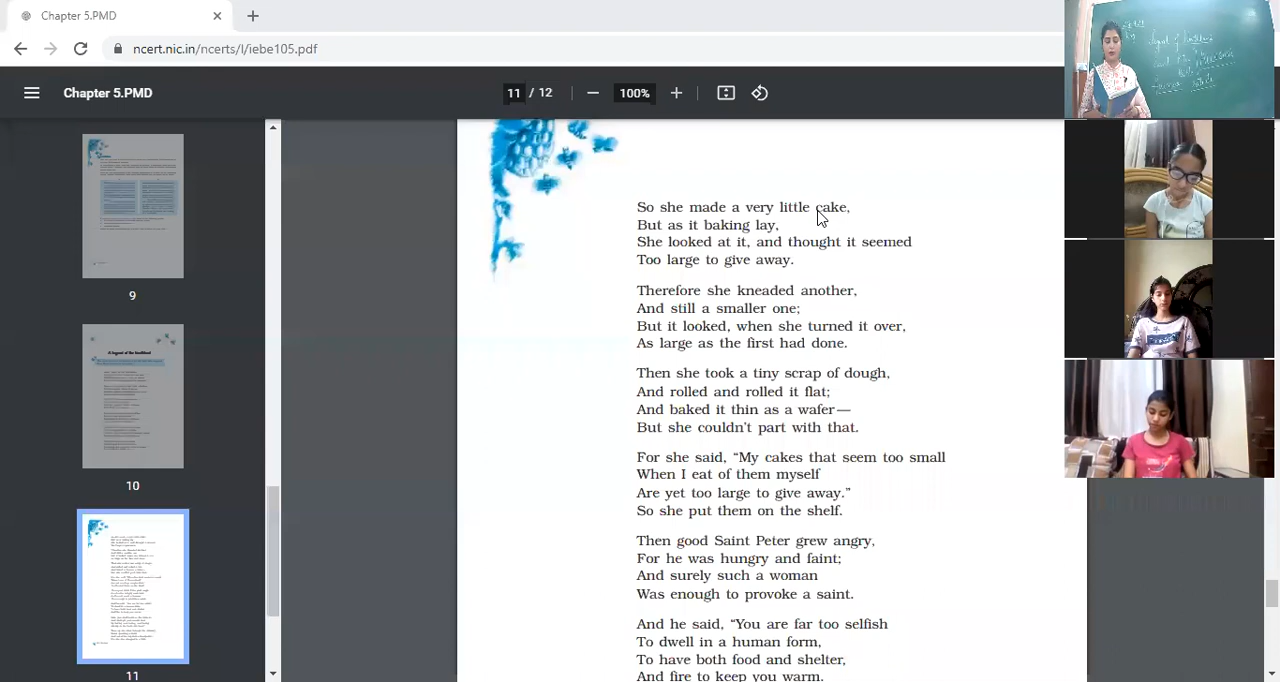 Chapter 5.PMD
ncert.nic.in/ncerts/l/iebe105.pdf
Chapter 5.PMD
11 / 12
100%
9
10
11
So she made a very little cake,
But as it baking lay,
She looked at it, and thought it seemed
Too large to give away.
Therefore she kneaded another,
And still a smaller one;
But it looked, when she turned it over,
As large as the first had done.
Then she took a tiny scrap of dough,
And rolled and rolled it flat;
And baked it thin as a wafer —
But she couldn't part with that.
For she said, “My cakes that seem too small
When I eat of them myself
Are yet too large to give away.”
So she put them on the shelf.
Then good Saint Peter grew angry,
For he was hungry and faint;
And surely such a woman
Was enough to provoke a saint.
And he said, “You are far too selfish
To dwell in a human form,
To have both food and shelter,
And fire to keep you warm.